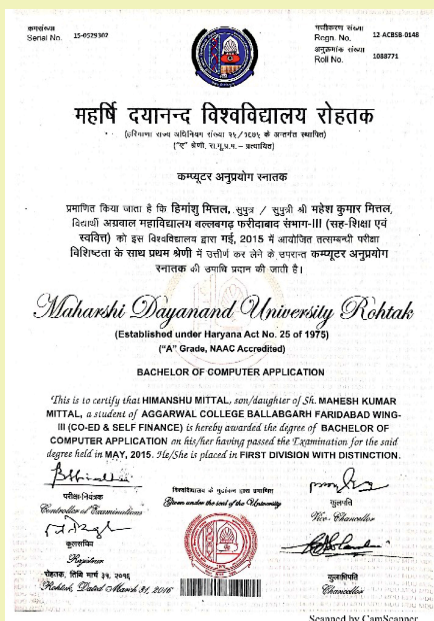 क्रमसंख्या
Serial No. 15-0529302
पंजीकरण संख्या
Regn. No. 12-ACBSB-0148
अनुक्रमांक संख्या
Roll No. 1088771
महर्षि दयानन्द विश्वविद्यालय रोहतक
(हरियाणा राज्य अधिनियम संख्या २५/१९७५ के अन्तर्गत स्थापित)
("ए" श्रेणी, रा.मू.प्र.प. – प्रत्यायित)
कम्प्यूटर अनुप्रयोग स्नातक
प्रमाणित किया जाता है कि हिमांशु मित्तल, सुपुत्र / सुपुत्री श्री महेश कुमार मित्तल,
विद्यार्थी अग्रवाल महाविद्यालय बल्लबगढ़ फरीदाबाद संभाग-III (सह-शिक्षा एवं
स्ववित्त) को इस विश्वविद्यालय द्वारा मई, 2015 में आयोजित तत्सम्बन्धी परीक्षा
विशिष्टता के साथ प्रथम श्रेणी में उत्तीर्ण कर लेने के उपरान्त कम्प्यूटर अनुप्रयोग
स्नातक की उपाधि प्रदान की जाती है।
Maharshi Dayanand University Rohtak
(Established under Haryana Act No. 25 of 1975)
("A" Grade, NAAC Accredited)
BACHELOR OF COMPUTER APPLICATION
This is to certify that HIMANSHU MITTAL, son/daughter of Sh. MAHESH KUMAR
MITTAL, a student of AGGARWAL COLLEGE BALLABGARH FARIDABAD WING-
III (CO-ED & SELF FINANCE) is hereby awarded the degree of BACHELOR OF
COMPUTER APPLICATION on his/her having passed the Examination for the said
degree held in MAY, 2015. He/She is placed in FIRST DIVISION WITH DISTINCTION.
परीक्षा-नियंत्रक
Controller of Examinations
विश्वविद्यालय के मुद्रांकन द्वारा प्रमाणित
Given under the seal of the University
कुलपति
Vice-Chancellor
कुलसचिव
Registrar
रोहतक, तिथि मार्च ३१, २०१६
Rohtak, Dated March 31, 2016
कुलाधिपति
Chancellor
Scanned by CamScanner